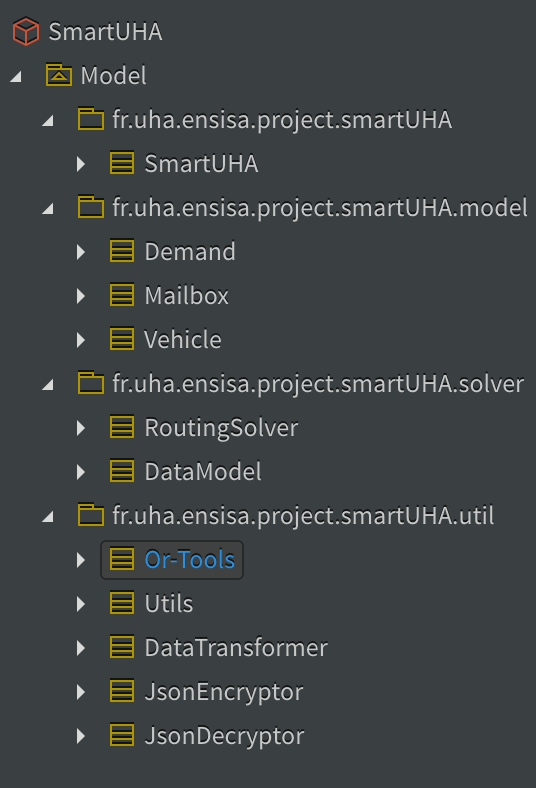 SmartUHA
Model
fr.uha.ensisa.project.smartUHA
SmartUHA
fr.uha.ensisa.project.smartUHA.model
Demand
Mailbox
Vehicle
fr.uha.ensisa.project.smartUHA.solver
RoutingSolver
DataModel
fr.uha.ensisa.project.smartUHA.util
Or-Tools
Utils
DataTransformer
JsonEncryptor
JsonDecryptor